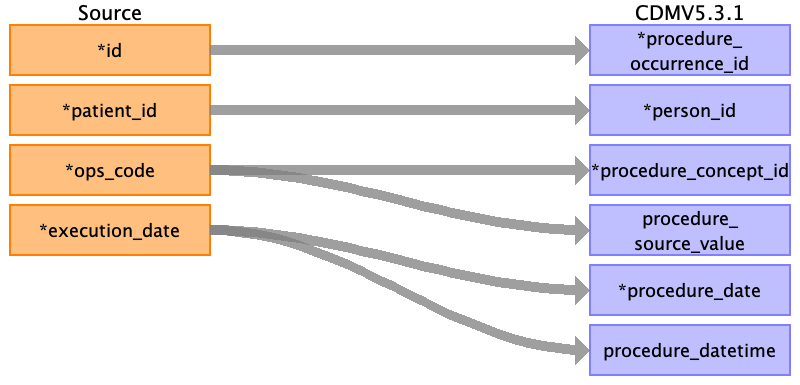 Source
CDMV5.3.1
*id
*procedure_
occurrence_id
*patient_id
*person_id
*ops_code
*procedure_concept_id
*execution_date
procedure_
source_value
*procedure_date
procedure_datetime